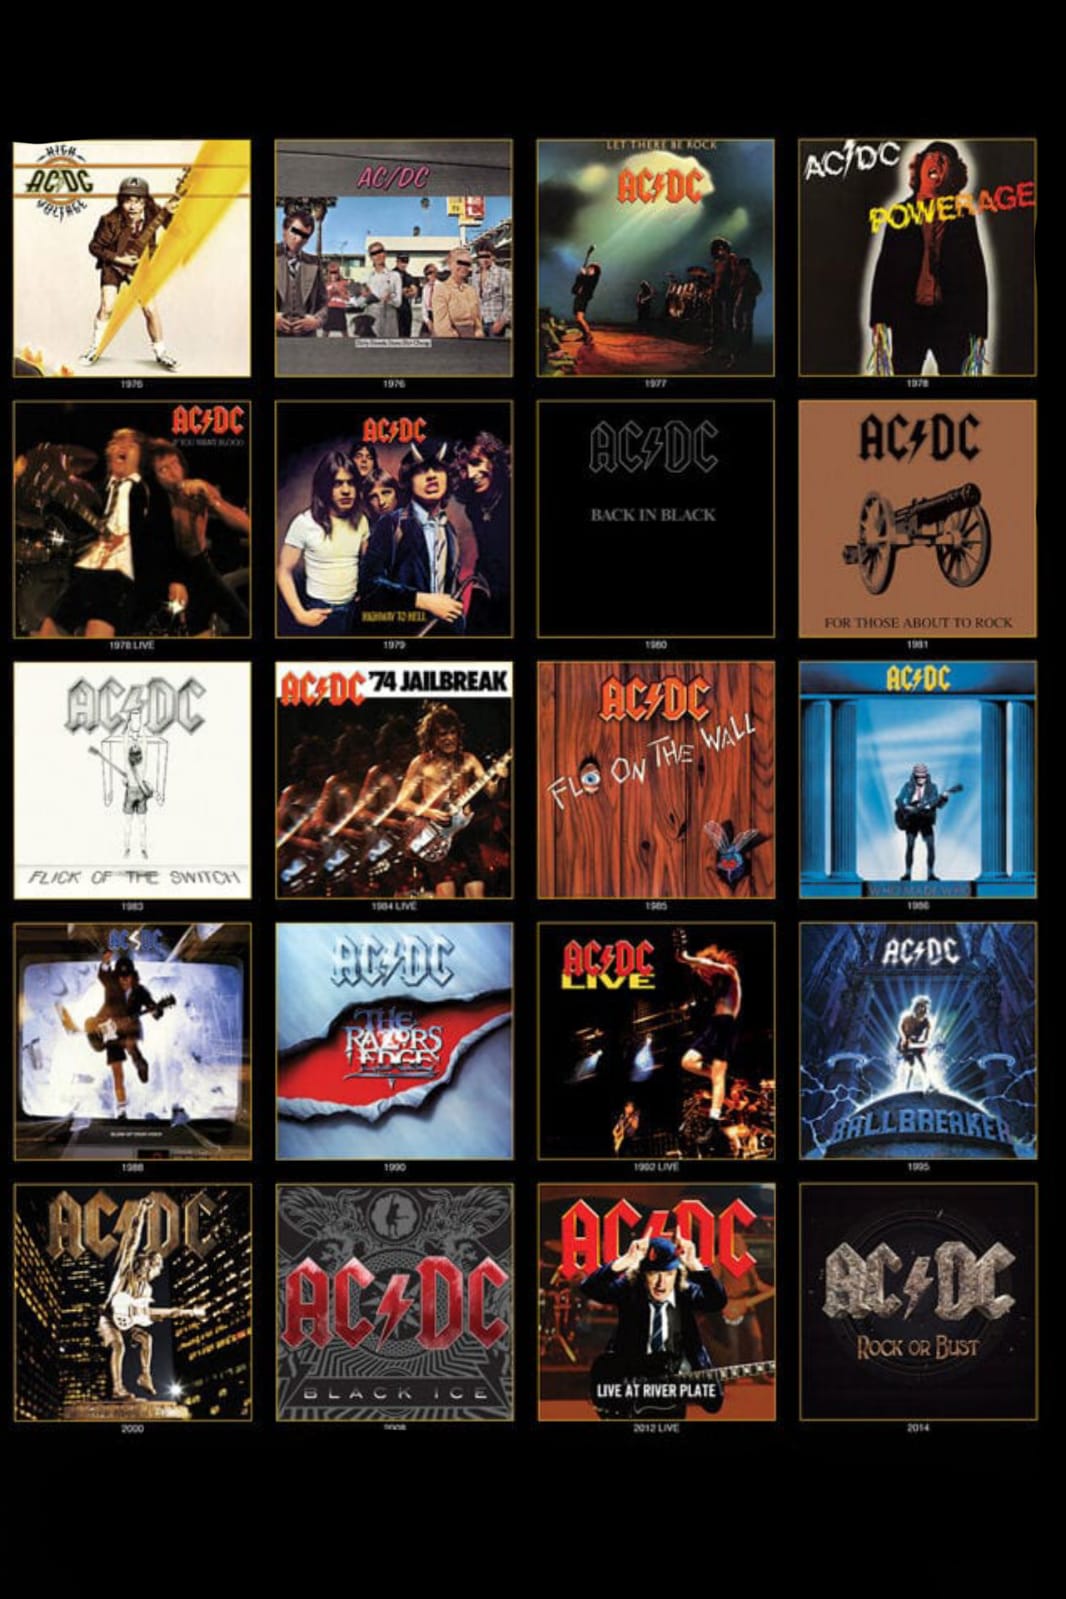 HIGH
AC/DC
VOLTAGE
1976
AC/DC
Dirty Deeds Done Dirt Cheap
1976
LET THERE BE ROCK
AC/DC
1977
AC/DC
POWERAGE
1978
AC/DC
IF YOU WANT BLOOD
1978 LIVE
AC/DC
HIGHWAY TO HELL
1979
AC/DC
BACK IN BLACK
1980
AC/DC
FOR THOSE ABOUT TO ROCK
1981
AC/DC
FLICK OF THE SWITCH
1983
AC/DC '74 JAILBREAK
1984 LIVE
AC/DC
FLY ON THE WALL
1985
AC/DC
WHO MADE WHO
1986
AC/DC
BLOW UP YOUR VIDEO
1988
AC/DC
THE
RAZORS
EDGE
1990
AC/DC
LIVE
1992 LIVE
AC/DC
BALLBREAKER
1995
AC/DC
2000
AC/DC
BLACK ICE
2008
AC/DC
LIVE AT RIVER PLATE
2012 LIVE
AC/DC
ROCK OR BUST
2014